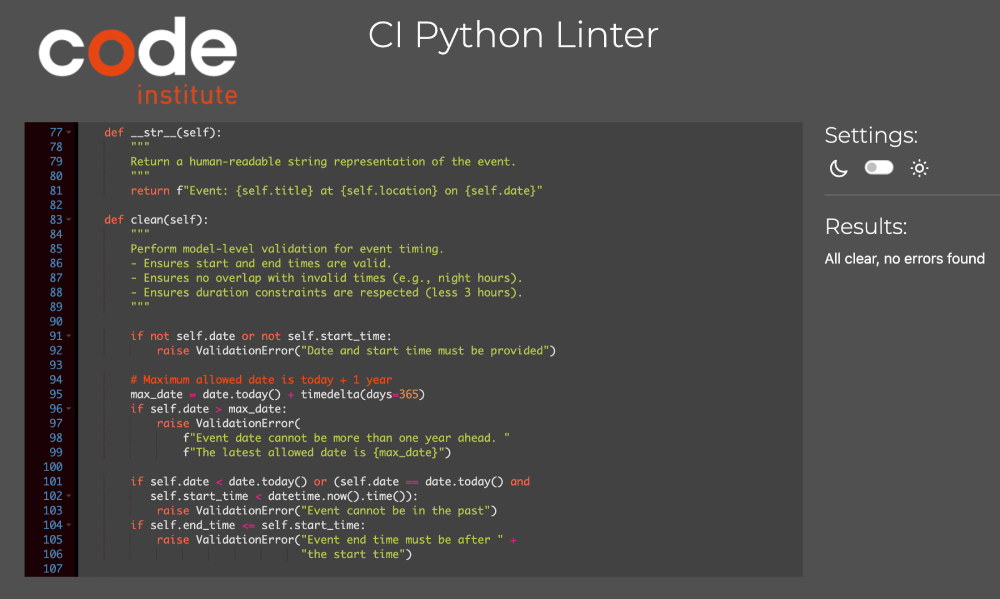 code
institute
CI Python Linter
77 def __str__(self):
78 """
79 Return a human-readable string representation of the event.
80 """
81 return f"Event: {self.title} at {self.location} on {self.date}"
82
83 def clean(self):
84 """
85 Perform model-level validation for event timing.
86 - Ensures start and end times are valid.
87 - Ensures no overlap with invalid times (e.g., night hours).
88 - Ensures duration constraints are respected (less 3 hours).
89 """
90
91 if not self.date or not self.start_time:
92 raise ValidationError("Date and start time must be provided")
93
94 # Maximum allowed date is today + 1 year
95 max_date = date.today() + timedelta(days=365)
96 if self.date > max_date:
97 raise ValidationError(
98 f"Event date cannot be more than one year ahead. "
99 f"The latest allowed date is {max_date}")
100
101 if self.date < date.today() or (self.date == date.today() and
102 self.start_time < datetime.now().time()):
103 raise ValidationError("Event cannot be in the past")
104 if self.end_time <= self.start_time:
105 raise ValidationError("Event end time must be after " +
106 "the start time")
107
Settings:
Results:
All clear, no errors found